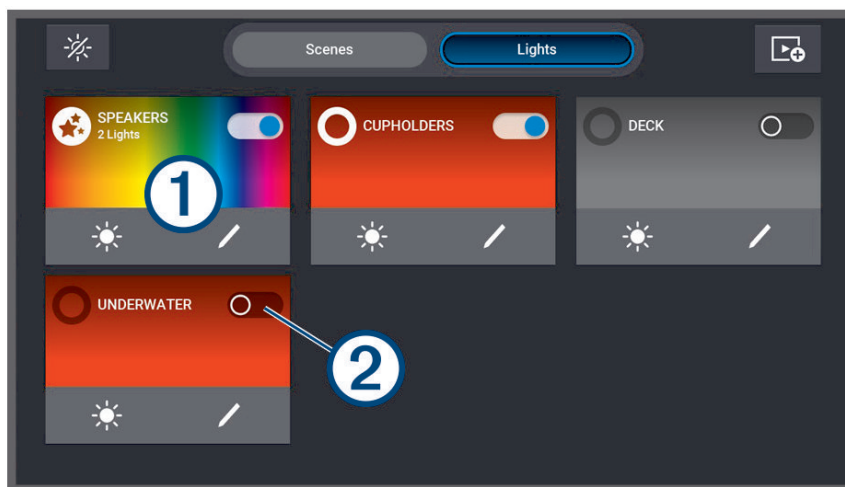 Scenes
Lights
SPEAKERS
2 Lights
CUPHOLDERS
DECK
1
UNDERWATER
2